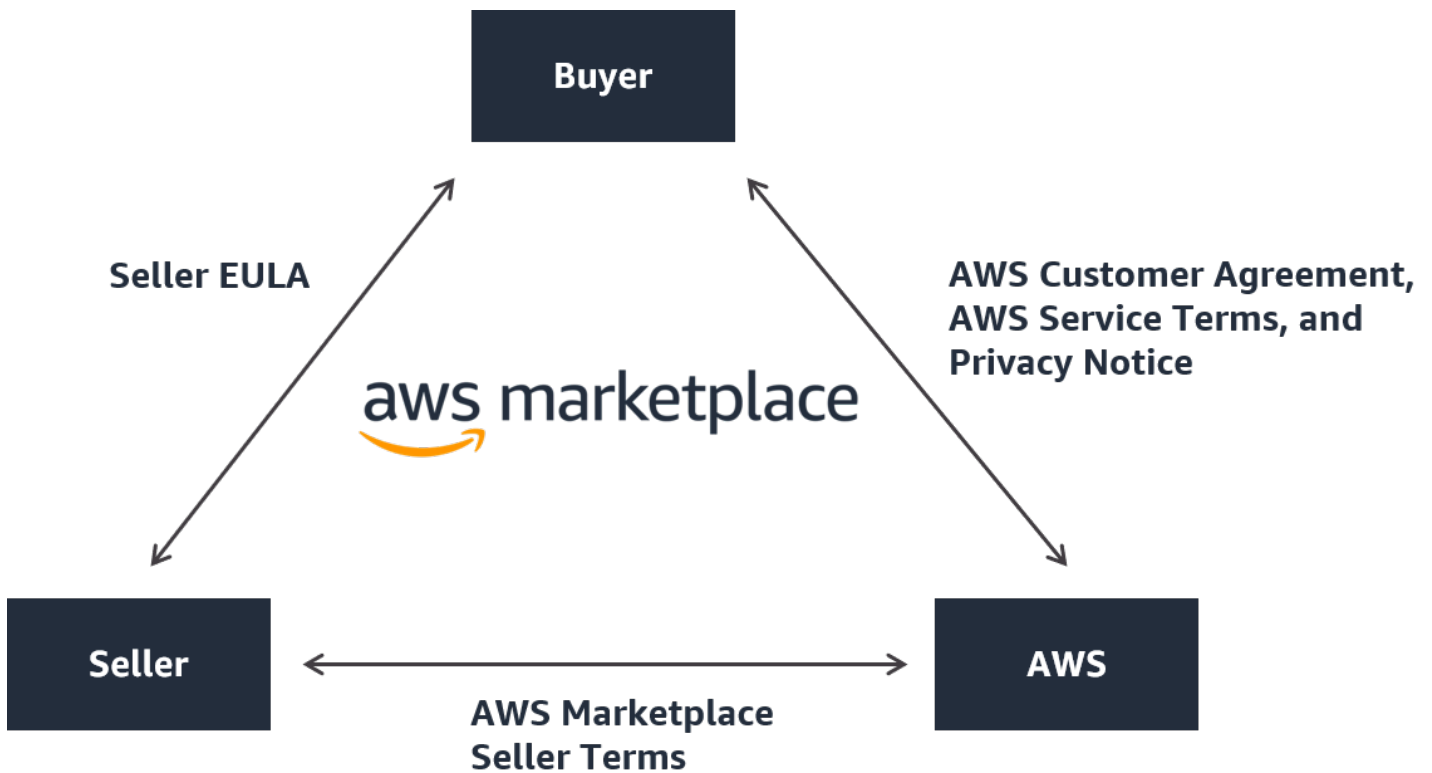 Buyer
Seller EULA
AWS Customer Agreement,
AWS Service Terms, and
Privacy Notice
aws marketplace
Seller
AWS
AWS Marketplace
Seller Terms